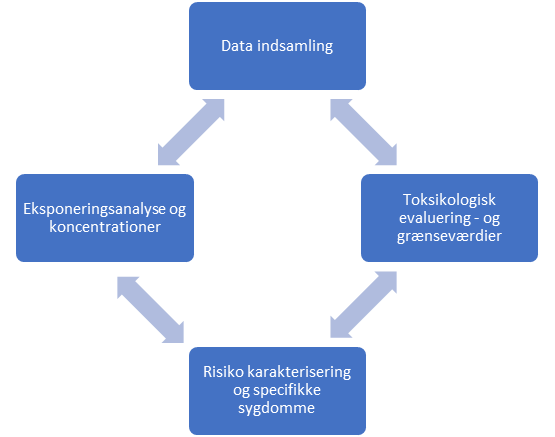 Data indsamling
Eksponeringsanalyse og
koncentrationer
Toksikologisk
evaluering - og
grænseværdier
Risiko karakterisering
og specifikke
sygdomme